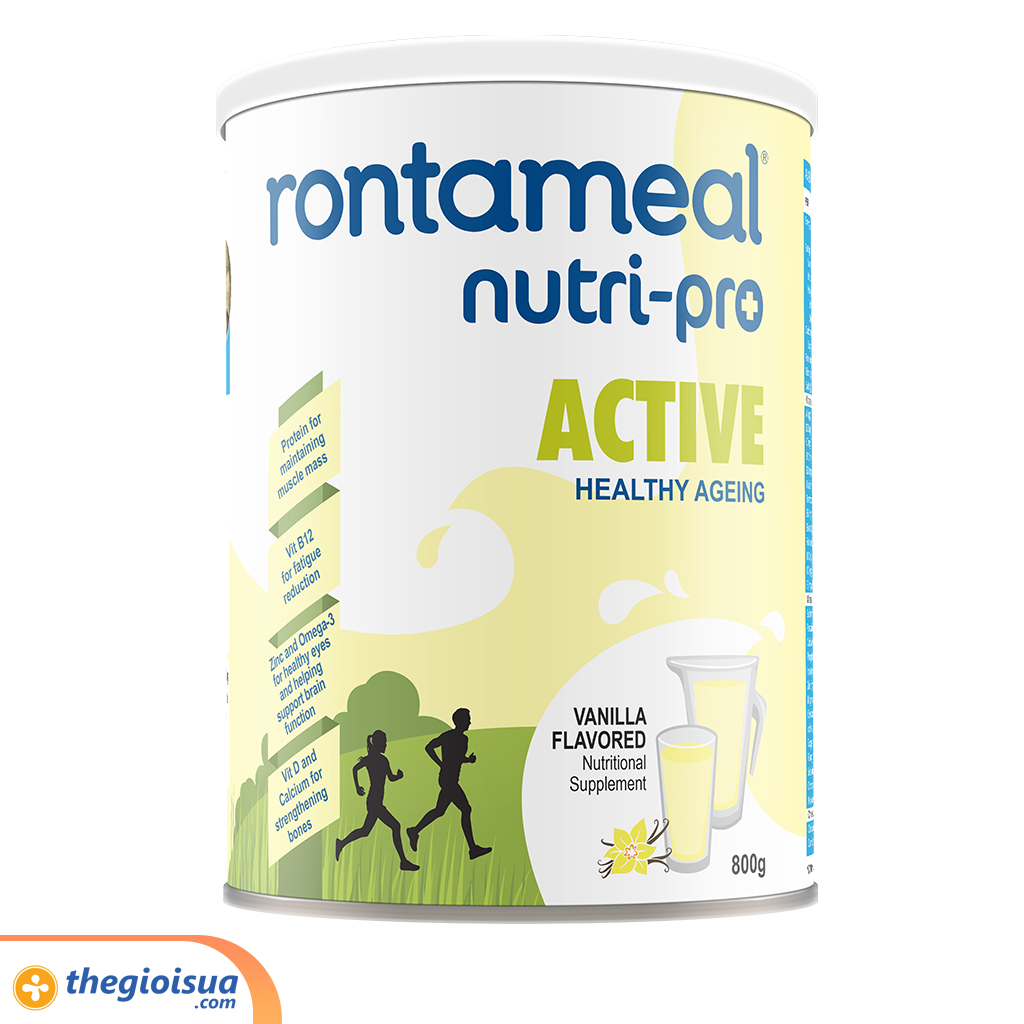 rontameal®
nutri-pro
ACTIVE
HEALTHY AGEING
Protein for
maintaining
muscle mass
Vit B12
for fatigue
reduction
Zinc and Omega-3
for healthy eyes
and helping
support brain
function
Vit D and
Calcium for
strengthening
bones
VANILLA
FLAVORED
Nutritional
Supplement
800g
thegioisua
.com